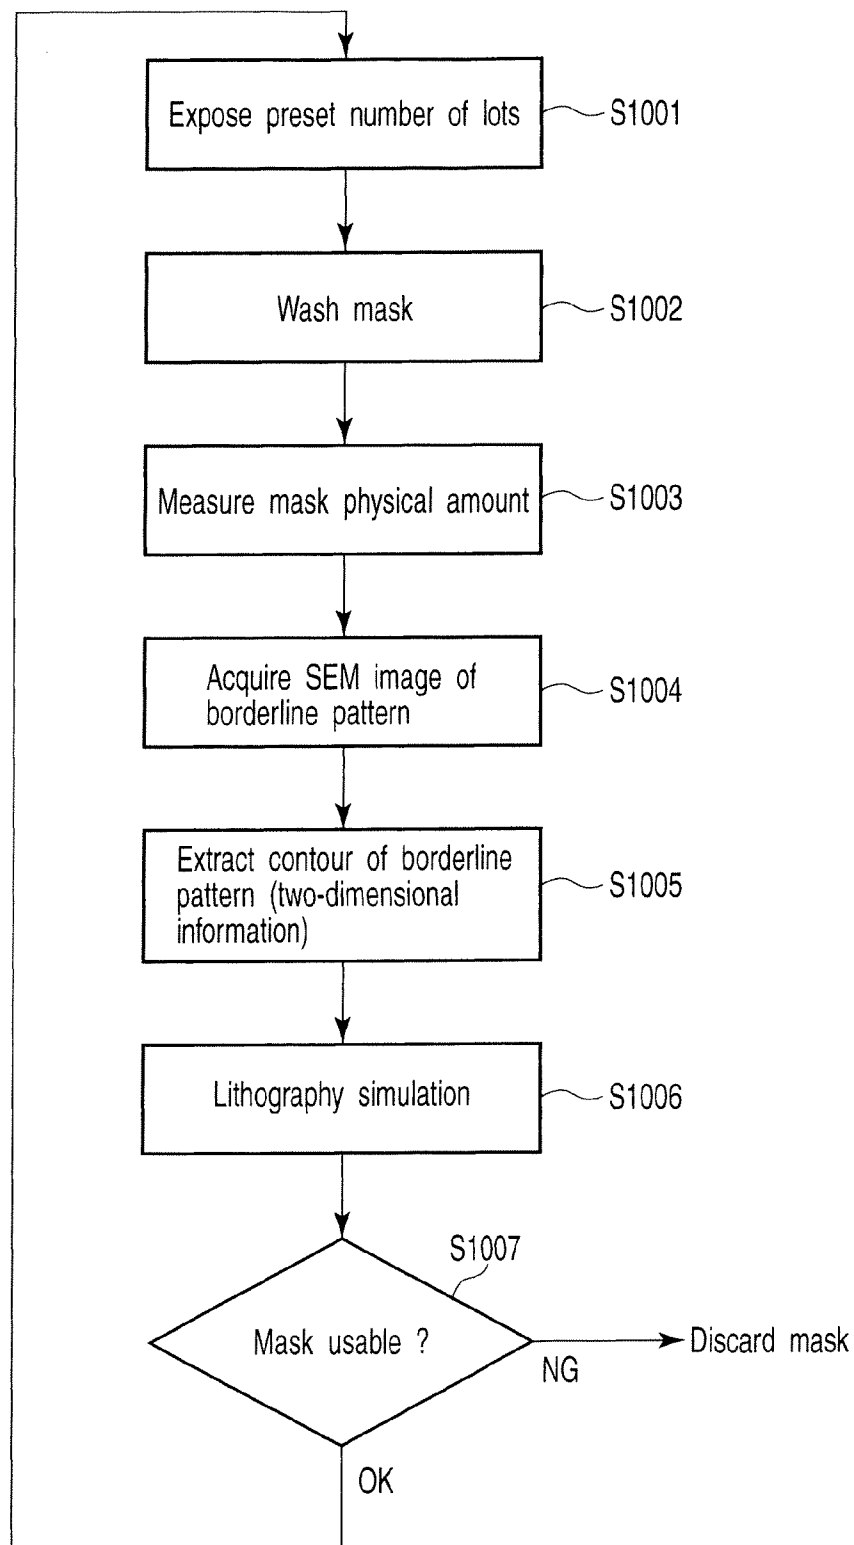 Expose preset number of lots
S1001
Wash mask
S1002
Measure mask physical amount
S1003
Acquire SEM image of
borderline pattern
S1004
Extract contour of borderline
pattern (two-dimensional
information)
S1005
Lithography simulation
S1006
S1007
Mask usable ?
NG
Discard mask
OK